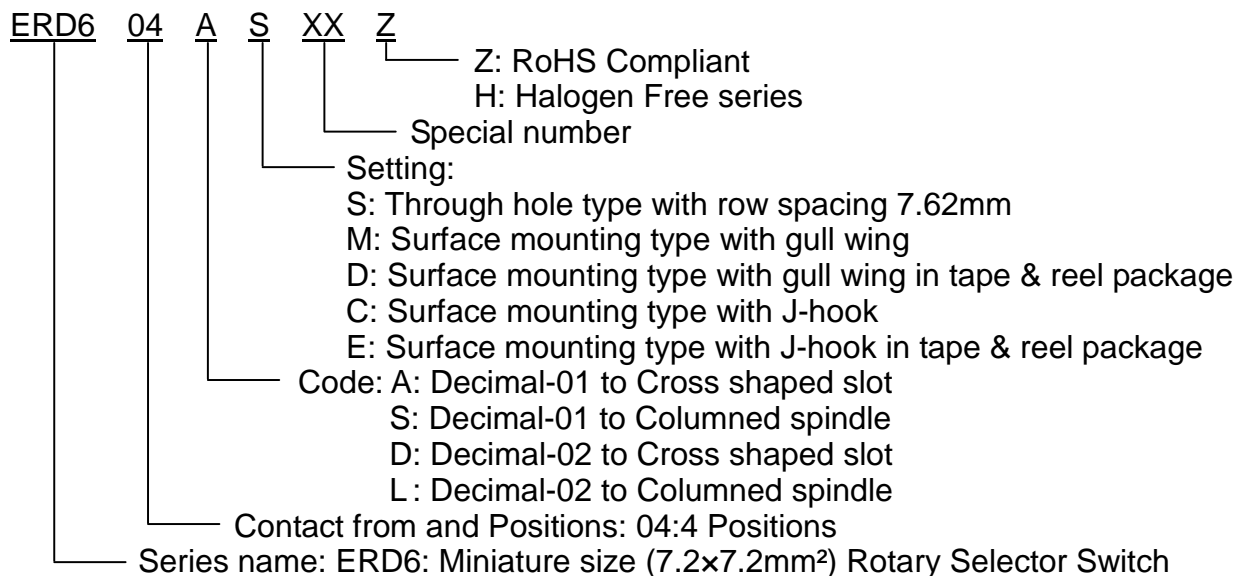 ERD6 04 A S XX Z
Z: RoHS Compliant
H: Halogen Free series
Special number
Setting:
S: Through hole type with row spacing 7.62mm
M: Surface mounting type with gull wing
D: Surface mounting type with gull wing in tape & reel package
C: Surface mounting type with J-hook
E: Surface mounting type with J-hook in tape & reel package
Code: A: Decimal-01 to Cross shaped slot
S: Decimal-01 to Columned spindle
D: Decimal-02 to Cross shaped slot
L: Decimal-02 to Columned spindle
Contact from and Positions: 04:4 Positions
Series name: ERD6: Miniature size (7.2×7.2mm²) Rotary Selector Switch